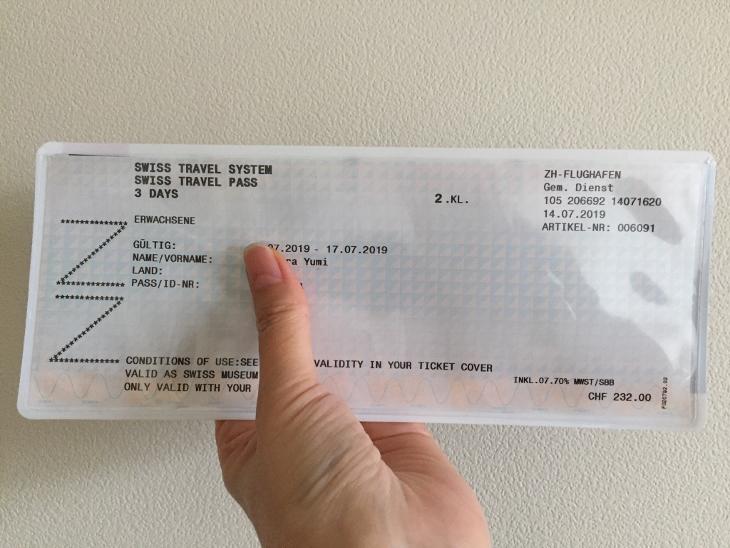 SWISS TRAVEL SYSTEM
SWISS TRAVEL PASS
3 DAYS
2.KL.
ZH-FLUGHAFEN
Gem. Dienst
105 206692 14071620
14.07.2019
ARTIKEL-NR: 006091
************* ERWACHSENE
GÜLTIG: 07.2019 - 17.07.2019
NAME/VORNAME: ra Yumi
LAND:
************* PASS/ID-NR:
*************
************* CONDITIONS OF USE:SEE VALIDITY IN YOUR TICKET COVER
VALID AS SWISS MUSEUM
ONLY VALID WITH YOUR
INKL.07.70% MWST/SBB
CHF 232.00